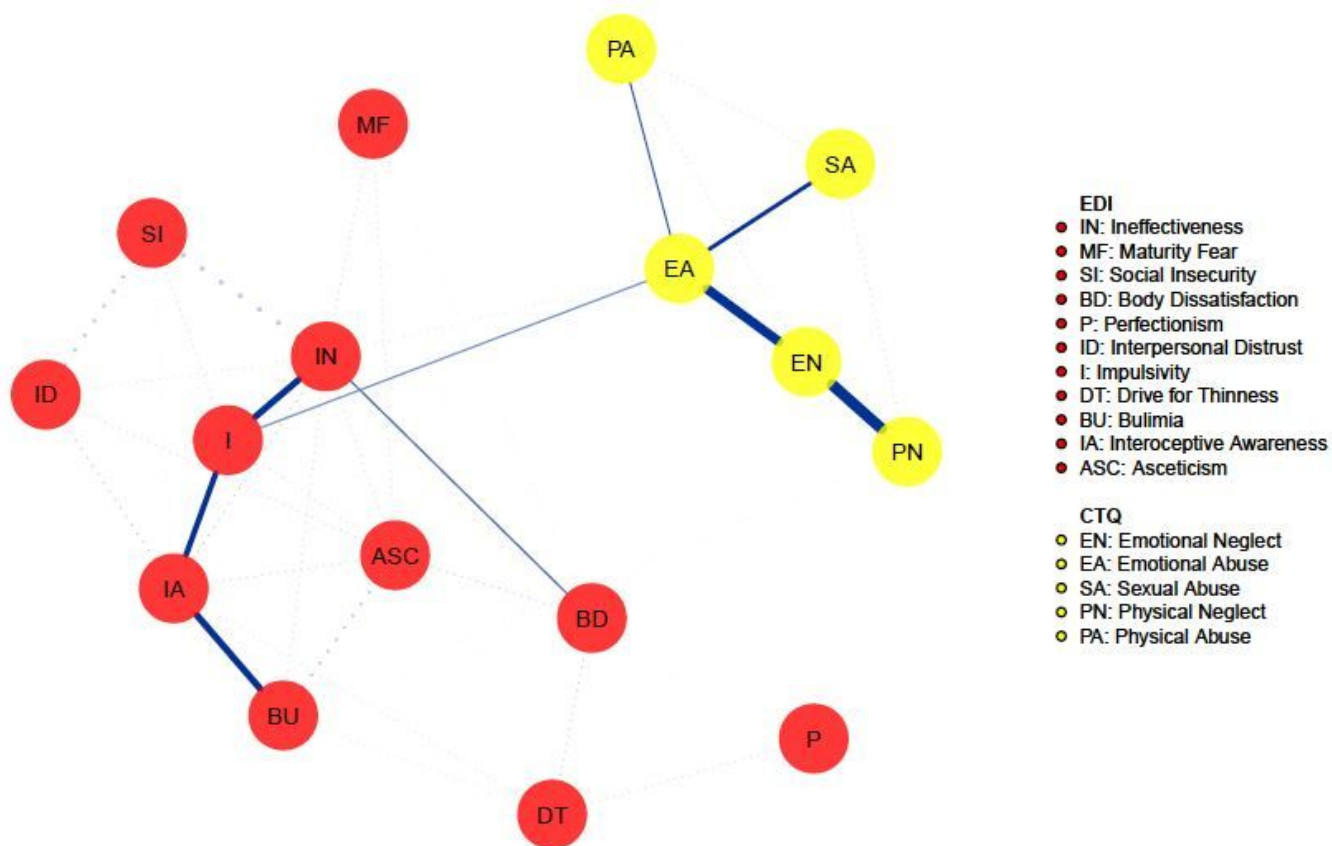 PA
MF
SA
SI
EA
IN
EN
ID
I
PN
ASC
IA
BD
BU
P
DT
EDI
IN: Ineffectiveness
MF: Maturity Fear
SI: Social Insecurity
BD: Body Dissatisfaction
P: Perfectionism
ID: Interpersonal Distrust
I: Impulsivity
DT: Drive for Thinness
BU: Bulimia
IA: Interoceptive Awareness
ASC: Asceticism
CTQ
EN: Emotional Neglect
EA: Emotional Abuse
SA: Sexual Abuse
PN: Physical Neglect
PA: Physical Abuse